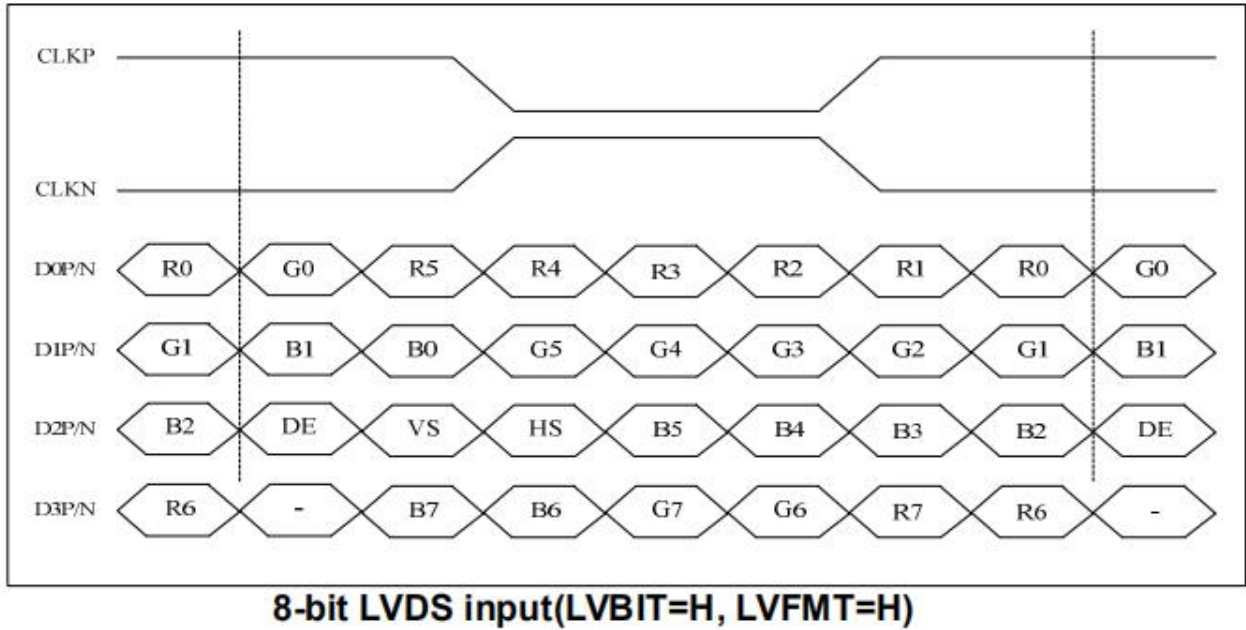 CLKP
CLKN
D0P/N R0 G0 R5 R4 R3 R2 R1 R0 G0
D1P/N G1 B1 B0 G5 G4 G3 G2 G1 B1
D2P/N B2 DE VS HS B5 B4 B3 B2 DE
D3P/N R6 - B7 B6 G7 G6 R7 R6 -
8-bit LVDS input(LVBIT=H, LVFMT=H)